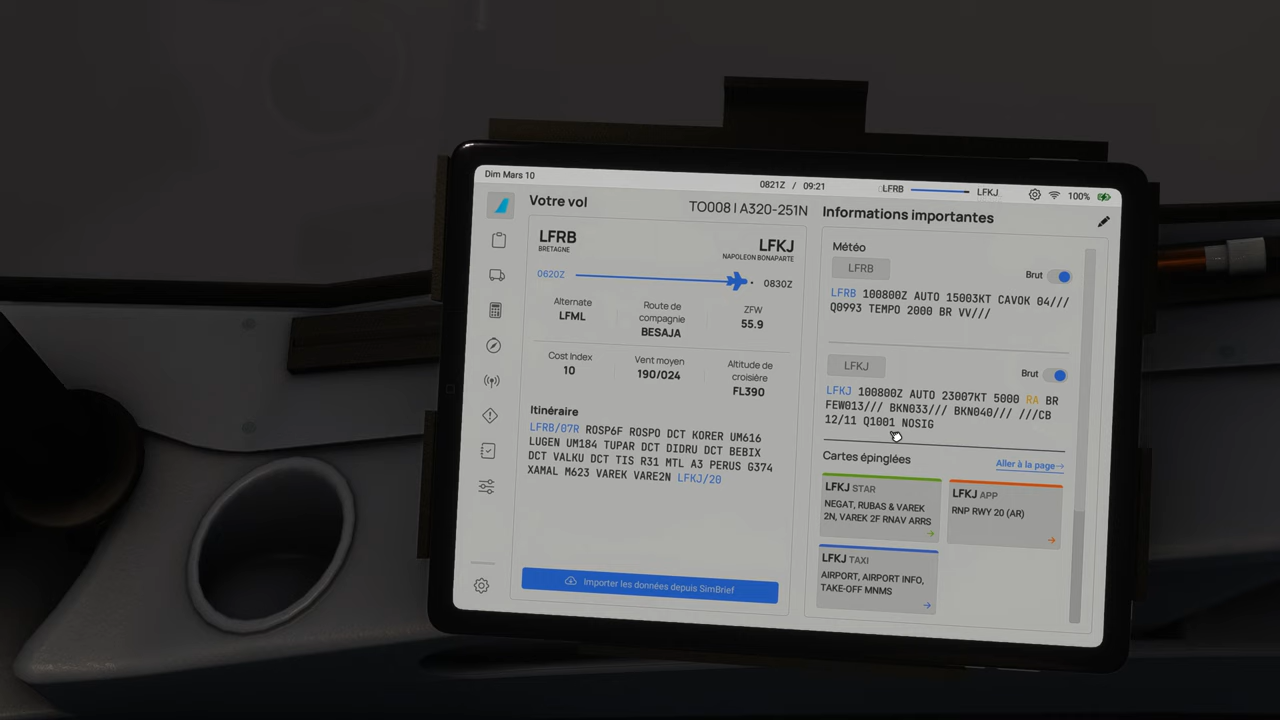 Dim Mars 10
0821Z / 09:21
LFRB LFKJ
100%
Votre vol
TO008 | A320-251N
LFRB
BRETAGNE
LFKJ
NAPOLEON BONAPARTE
0620Z
0830Z
Alternate
LFML
Route de
compagnie
BESAJA
ZFW
55.9
Cost Index
10
Vent moyen
190/024
Altitude de
croisière
FL390
Itinéraire
LFRB/07R ROSP6F ROSPO DCT KORER UM616
LUGEN UM184 TUPAR DCT DIDRU DCT BEBIX
DCT VALKU DCT TIS R31 MTL A3 PERUS G374
XAMAL M623 VAREK VARE2N LFKJ/20
Importer les données depuis SimBrief
Informations importantes
Météo
LFRB
Brut
LFRB 100800Z AUTO 15003KT CAVOK 04///
Q0993 TEMPO 2000 BR VV///
LFKJ
Brut
LFKJ 100800Z AUTO 23007KT 5000 RA BR
FEW013/// BKN033/// BKN040/// ///CB
12/11 Q1001 NOSIG
Cartes épinglées
Aller à la page→
LFKJ STAR
NEGAT, RUBAS & VAREK
2N, VAREK 2F RNAV ARRS
LFKJ APP
RNP RWY 20 (AR)
LFKJ TAXI
AIRPORT, AIRPORT INFO,
TAKE-OFF MNMS